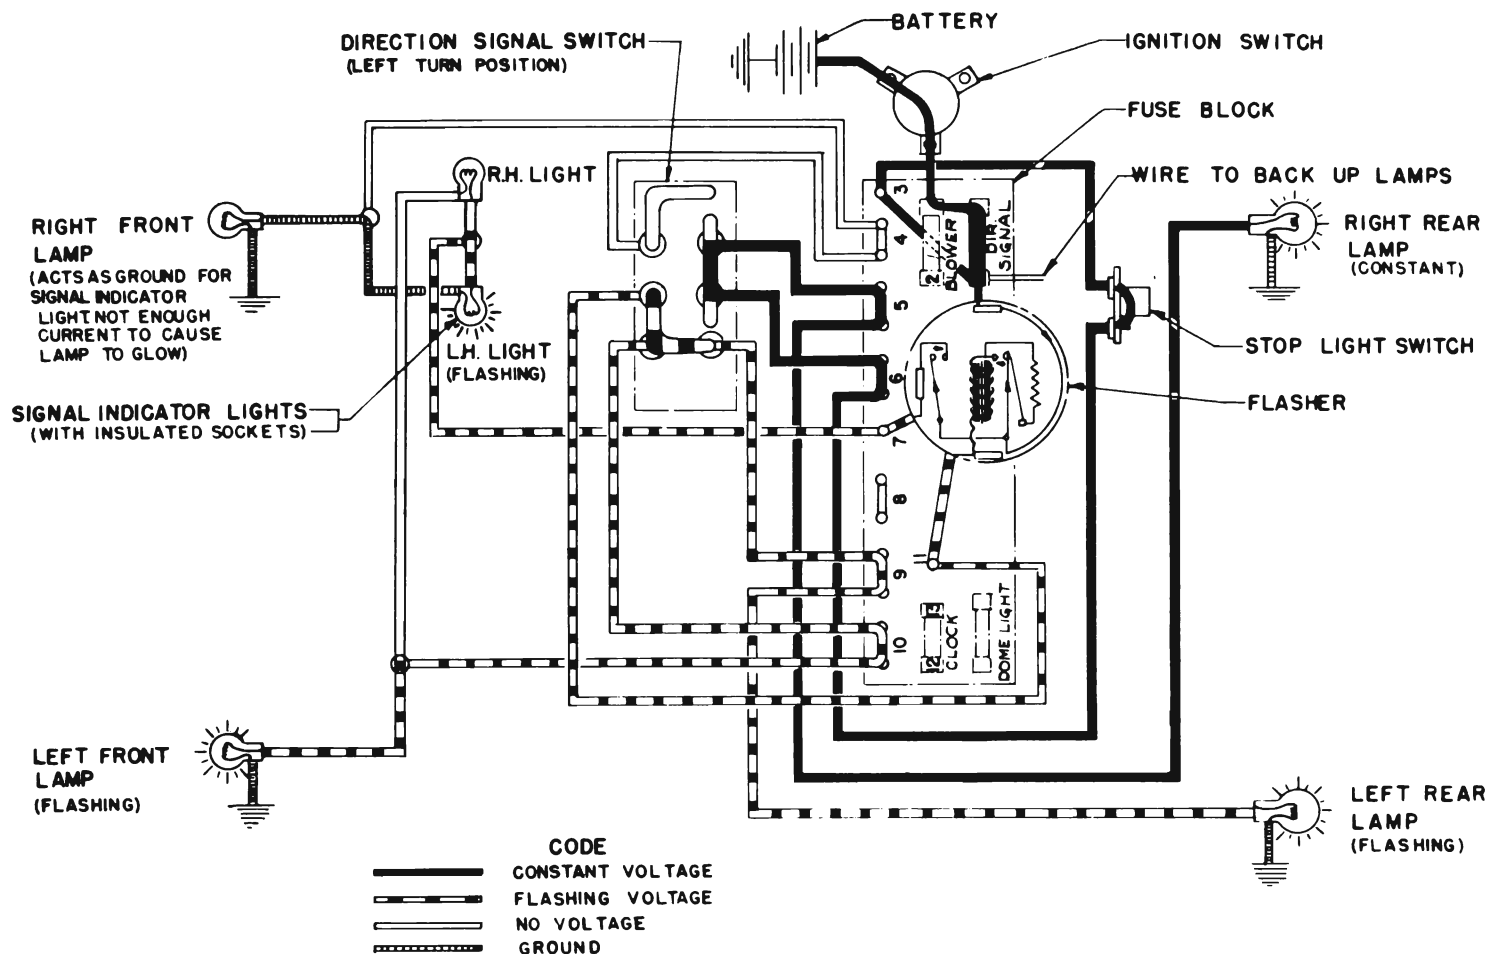 BATTERY
DIRECTION SIGNAL SWITCH
(LEFT TURN POSITION)
IGNITION SWITCH
FUSE BLOCK
WIRE TO BACK UP LAMPS
R.H. LIGHT
RIGHT FRONT
LAMP
(ACTS AS GROUND FOR
SIGNAL INDICATOR
LIGHT. NOT ENOUGH
CURRENT TO CAUSE
LAMP TO GLOW)
RIGHT REAR
LAMP
(CONSTANT)
3
4
2
BLOWER
DIR
SIGNAL
5
6
7
8
9
10
11
13
12
CLOCK
DOME LIGHT
L.H. LIGHT
(FLASHING)
STOP LIGHT SWITCH
FLASHER
SIGNAL INDICATOR LIGHTS
(WITH INSULATED SOCKETS)
LEFT FRONT
LAMP
(FLASHING)
LEFT REAR
LAMP
(FLASHING)
CODE
CONSTANT VOLTAGE
FLASHING VOLTAGE
NO VOLTAGE
GROUND